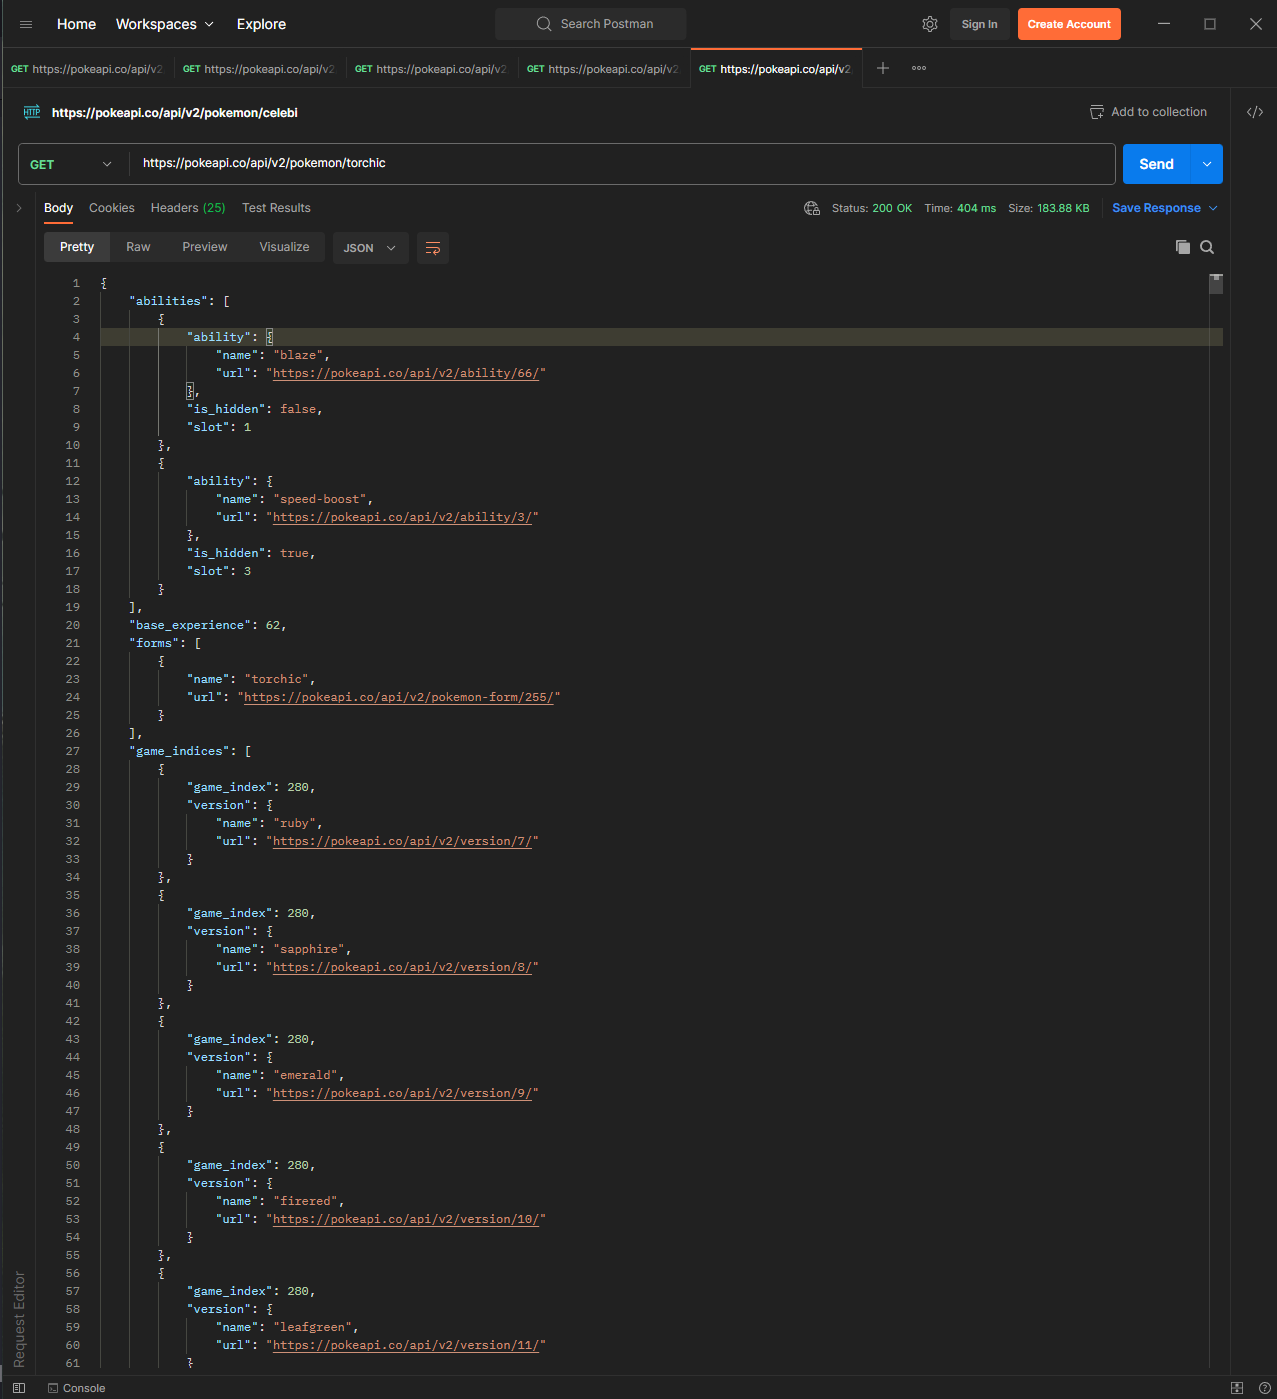 Home Workspaces Explore Search Postman Sign In Create Account
GET https://pokeapi.co/api/v2 GET https://pokeapi.co/api/v2 GET https://pokeapi.co/api/v2 GET https://pokeapi.co/api/v2 GET https://pokeapi.co/api/v2
HTTP https://pokeapi.co/api/v2/pokemon/celebi Add to collection
GET https://pokeapi.co/api/v2/pokemon/torchic Send
Body Cookies Headers (25) Test Results Status: 200 OK Time: 404 ms Size: 183.88 KB Save Response
Pretty Raw Preview Visualize JSON
1 {
2 "abilities": [
3 {
4 "ability": {
5 "name": "blaze",
6 "url": "https://pokeapi.co/api/v2/ability/66/"
7 },
8 "is_hidden": false,
9 "slot": 1
10 },
11 {
12 "ability": {
13 "name": "speed-boost",
14 "url": "https://pokeapi.co/api/v2/ability/3/"
15 },
16 "is_hidden": true,
17 "slot": 3
18 }
19 ],
20 "base_experience": 62,
21 "forms": [
22 {
23 "name": "torchic",
24 "url": "https://pokeapi.co/api/v2/pokemon-form/255/"
25 }
26 ],
27 "game_indices": [
28 {
29 "game_index": 280,
30 "version": {
31 "name": "ruby",
32 "url": "https://pokeapi.co/api/v2/version/7/"
33 }
34 },
35 {
36 "game_index": 280,
37 "version": {
38 "name": "sapphire",
39 "url": "https://pokeapi.co/api/v2/version/8/"
40 }
41 },
42 {
43 "game_index": 280,
44 "version": {
45 "name": "emerald",
46 "url": "https://pokeapi.co/api/v2/version/9/"
47 }
48 },
49 {
50 "game_index": 280,
51 "version": {
52 "name": "firered",
53 "url": "https://pokeapi.co/api/v2/version/10/"
54 }
55 },
56 {
57 "game_index": 280,
58 "version": {
59 "name": "leafgreen",
60 "url": "https://pokeapi.co/api/v2/version/11/"
61 }
Request Editor
Console